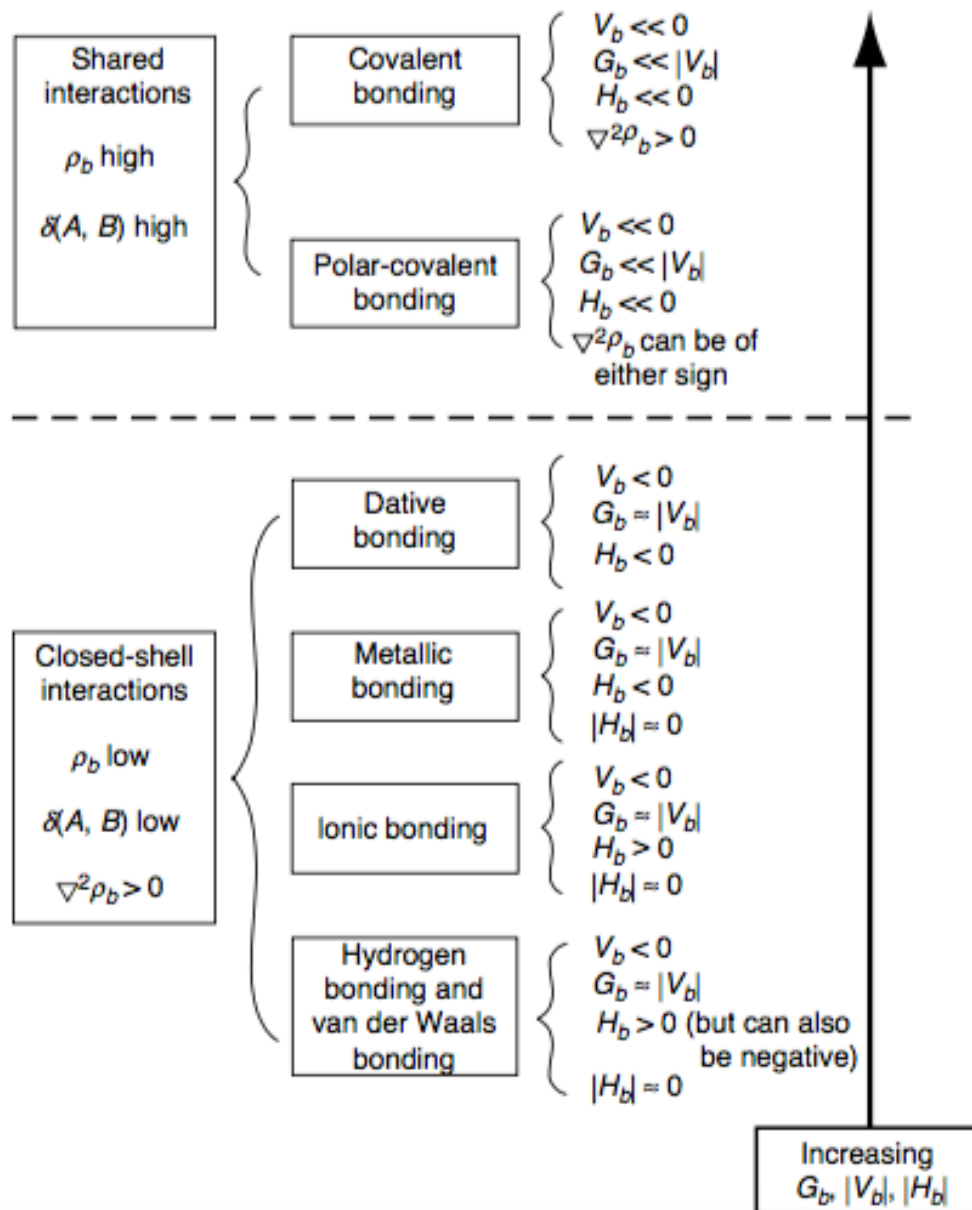 Shared
interactions
ρb high
δ(A, B) high
Covalent
bonding
Vb << 0
Gb << |Vb|
Hb << 0
▽²ρb > 0
Polar-covalent
bonding
Vb << 0
Gb << |Vb|
Hb << 0
▽²ρb can be of
either sign
Closed-shell
interactions
ρb low
δ(A, B) low
▽²ρb > 0
Dative
bonding
Vb < 0
Gb ≈ |Vb|
Hb < 0
Metallic
bonding
Vb < 0
Gb ≈ |Vb|
Hb < 0
|Hb| ≈ 0
Ionic bonding
Vb < 0
Gb ≈ |Vb|
Hb > 0
|Hb| ≈ 0
Hydrogen
bonding and
van der Waals
bonding
Vb < 0
Gb ≈ |Vb|
Hb > 0 (but can also
be negative)
|Hb| ≈ 0
Increasing
Gb, |Vb|, |Hb|